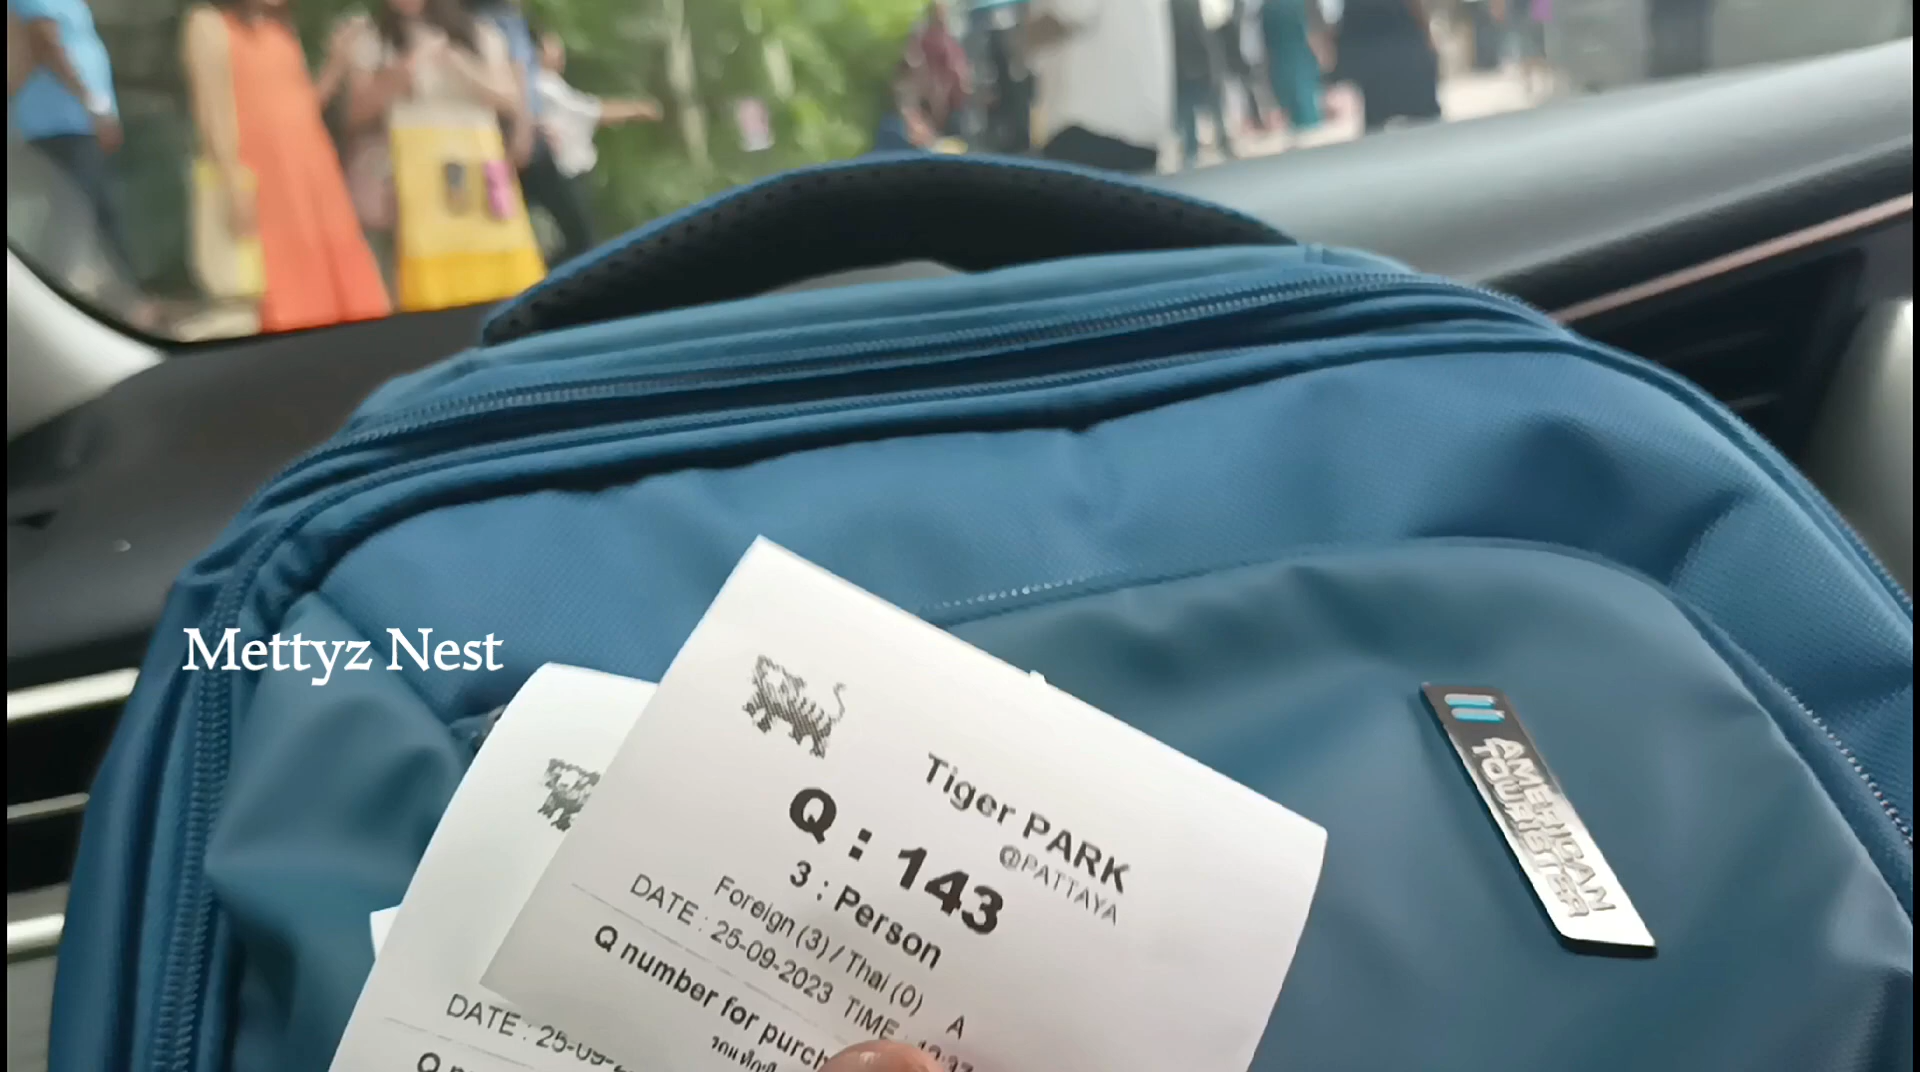 Mettyz Nest
Tiger PARK
@PATTAYA
Q : 143
3 : Person
Foreign (3) / Thai (0) A
DATE : 25-09-2023 TIME :
Q number for
AMERICAN
TOURISTER
DATE : 25-09-